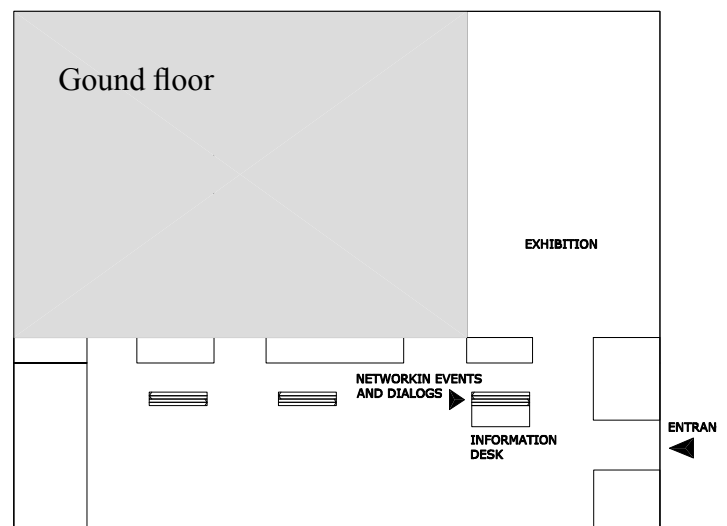 Gound floor
EXHIBITION
NETWORKIN EVENTS
AND DIALOGS
INFORMATION
DESK
ENTRAN